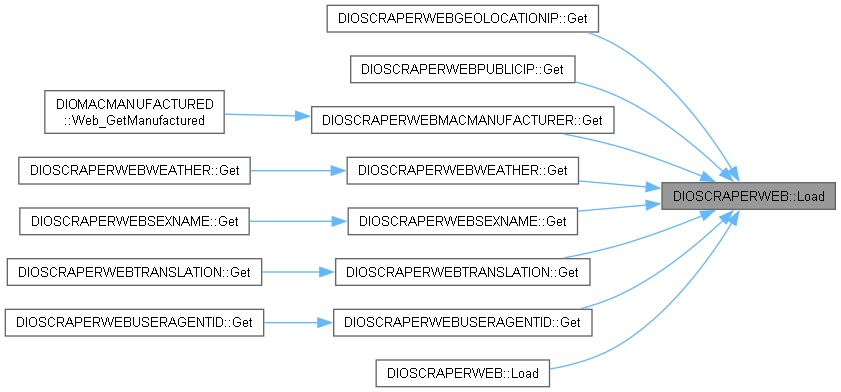 DIOSCRAPERWEBGEOLOCATIONIP::Get
DIOSCRAPERWEBPUBLICIP::Get
DIOMACMANUFACTURED
::Web_GetManufactured
DIOSCRAPERWEBMACMANUFACTURER::Get
DIOSCRAPERWEBWEATHER::Get
DIOSCRAPERWEBWEATHER::Get
DIOSCRAPERWEB::Load
DIOSCRAPERWEBSEXNAME::Get
DIOSCRAPERWEBSEXNAME::Get
DIOSCRAPERWEBTRANSLATION::Get
DIOSCRAPERWEBTRANSLATION::Get
DIOSCRAPERWEBUSERAGENTID::Get
DIOSCRAPERWEBUSERAGENTID::Get
DIOSCRAPERWEB::Load